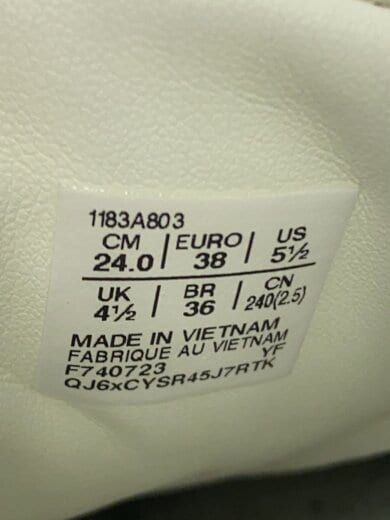 1183A803
CM | EURO | US
24.0 | 38 | 5½
UK | BR | CN
4½ | 36 | 240(2.5)
MADE IN VIETNAM
FABRIQUE AU VIETNAM
F740723 YF
QJ6xCYSR45J7RTK